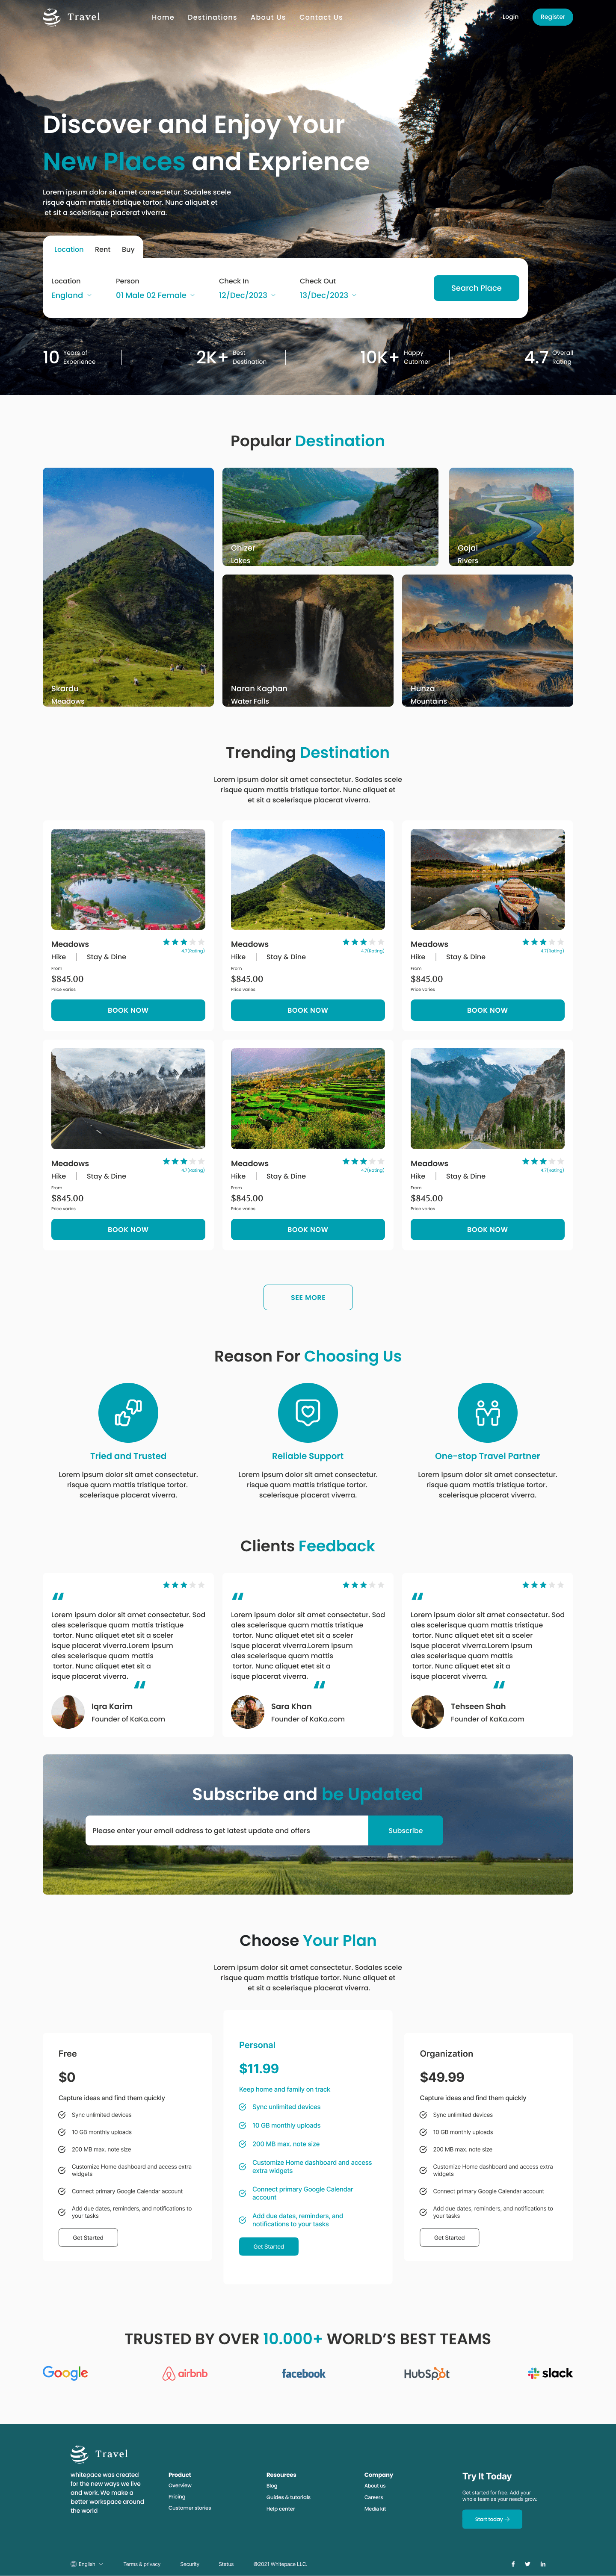 Travel
Home Destinations About Us Contact Us
Login
Register
Discover and Enjoy Your
New Places and Exprience
Lorem ipsum dolor sit amet consectetur. Sodales scele
risque quam mattis tristique tortor. Nunc aliquet et
et sit a scelerisque placerat viverra.
Location Rent Buy
Location Person Check In Check Out
England 01 Male 02 Female 12/Dec/2023 13/Dec/2023
Search Place
10 Years of
Experience
2K+ Best
Destination
10K+ Happy
Cutomer
4.7 Overall
Rating
Popular Destination
Ghizer
Lakes
Gojal
Rivers
Skardu
Meadows
Naran Kaghan
Water Falls
Hunza
Mountains
Trending Destination
Lorem ipsum dolor sit amet consectetur. Sodales scele
risque quam mattis tristique tortor. Nunc aliquet et
et sit a scelerisque placerat viverra.
Meadows
4.7(Rating)
Hike Stay & Dine
From
$845.00
Price varies
BOOK NOW
Meadows
4.7(Rating)
Hike Stay & Dine
From
$845.00
Price varies
BOOK NOW
Meadows
4.7(Rating)
Hike Stay & Dine
From
$845.00
Price varies
BOOK NOW
Meadows
4.7(Rating)
Hike Stay & Dine
From
$845.00
Price varies
BOOK NOW
Meadows
4.7(Rating)
Hike Stay & Dine
From
$845.00
Price varies
BOOK NOW
Meadows
4.7(Rating)
Hike Stay & Dine
From
$845.00
Price varies
BOOK NOW
SEE MORE
Reason For Choosing Us
Tried and Trusted
Lorem ipsum dolor sit amet consectetur.
risque quam mattis tristique tortor.
scelerisque placerat viverra.
Reliable Support
Lorem ipsum dolor sit amet consectetur.
risque quam mattis tristique tortor.
scelerisque placerat viverra.
One-stop Travel Partner
Lorem ipsum dolor sit amet consectetur.
risque quam mattis tristique tortor.
scelerisque placerat viverra.
Clients Feedback
Lorem ipsum dolor sit amet consectetur. Sod
ales scelerisque quam mattis tristique
tortor. Nunc aliquet etet sit a sceler
isque placerat viverra.Lorem ipsum
ales scelerisque quam mattis
tortor. Nunc aliquet etet sit a
isque placerat viverra.
Iqra Karim
Founder of KaKa.com
Lorem ipsum dolor sit amet consectetur. Sod
ales scelerisque quam mattis tristique
tortor. Nunc aliquet etet sit a sceler
isque placerat viverra.Lorem ipsum
ales scelerisque quam mattis
tortor. Nunc aliquet etet sit a
isque placerat viverra.
Sara Khan
Founder of KaKa.com
Lorem ipsum dolor sit amet consectetur. Sod
ales scelerisque quam mattis tristique
tortor. Nunc aliquet etet sit a sceler
isque placerat viverra.Lorem ipsum
ales scelerisque quam mattis
tortor. Nunc aliquet etet sit a
isque placerat viverra.
Tehseen Shah
Founder of KaKa.com
Subscribe and be Updated
Please enter your email address to get latest update and offers
Subscribe
Choose Your Plan
Lorem ipsum dolor sit amet consectetur. Sodales scele
risque quam mattis tristique tortor. Nunc aliquet et
et sit a scelerisque placerat viverra.
Free
$0
Capture ideas and find them quickly
Sync unlimited devices
10 GB monthly uploads
200 MB max. note size
Customize Home dashboard and access extra
widgets
Connect primary Google Calendar account
Add due dates, reminders, and notifications to
your tasks
Get Started
Personal
$11.99
Keep home and family on track
Sync unlimited devices
10 GB monthly uploads
200 MB max. note size
Customize Home dashboard and access
extra widgets
Connect primary Google Calendar
account
Add due dates, reminders, and
notifications to your tasks
Get Started
Organization
$49.99
Capture ideas and find them quickly
Sync unlimited devices
10 GB monthly uploads
200 MB max. note size
Customize Home dashboard and access extra
widgets
Connect primary Google Calendar account
Add due dates, reminders, and notifications to
your tasks
Get Started
TRUSTED BY OVER 10.000+ WORLD'S BEST TEAMS
Google
airbnb
facebook
HubSpot
slack
Travel
whitepace was created
for the new ways we live
and work. We make a
better workspace around
the world
Product
Overview
Pricing
Customer stories
Resources
Blog
Guides & tutorials
Help center
Company
About us
Careers
Media kit
Try It Today
Get started for free. Add your
whole team as your needs grow.
Start today
English Terms & privacy Security Status ©2021 Whitepace LLC.